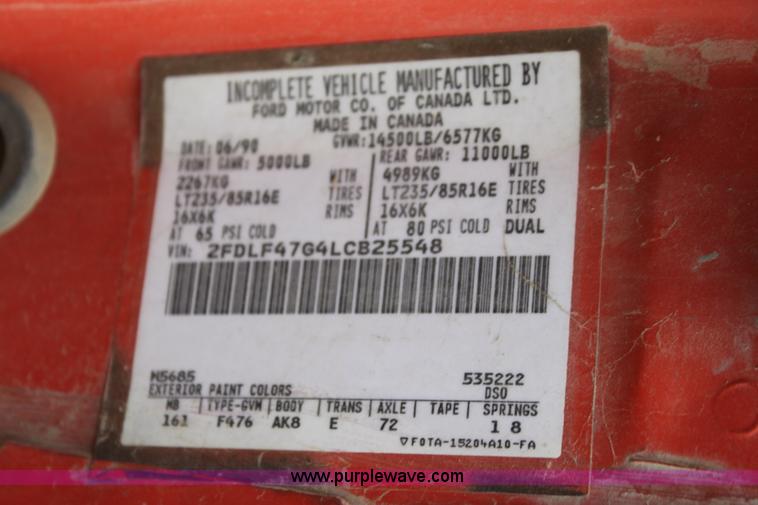 INCOMPLETE VEHICLE MANUFACTURED BY
FORD MOTOR CO. OF CANADA LTD.
MADE IN CANADA
DATE: 06/90 GVWR: 14500LB/6577KG
FRONT GAWR: 5000LB REAR GAWR: 11000LB
2267KG WITH 4989KG WITH
LT235/85R16E TIRES LT235/85R16E TIRES
16X6K RIMS 16X6K RIMS
AT 65 PSI COLD AT 80 PSI COLD DUAL
VIN: 2FDLF47G4LCB25548
M5685 535222
EXTERIOR PAINT COLORS DSO
WB TYPE-GVW BODY TRANS AXLE TAPE SPRINGS
161 F476 AK8 E 72 1 8
▽F0TA-15204A10-FA
www.purplewave.com